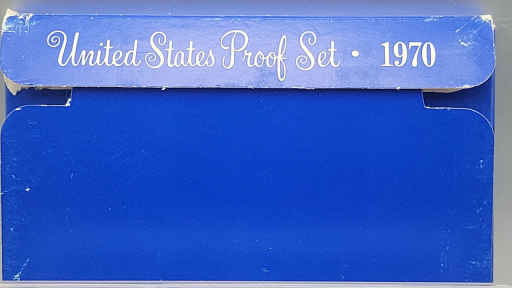 United States Proof Set • 1970